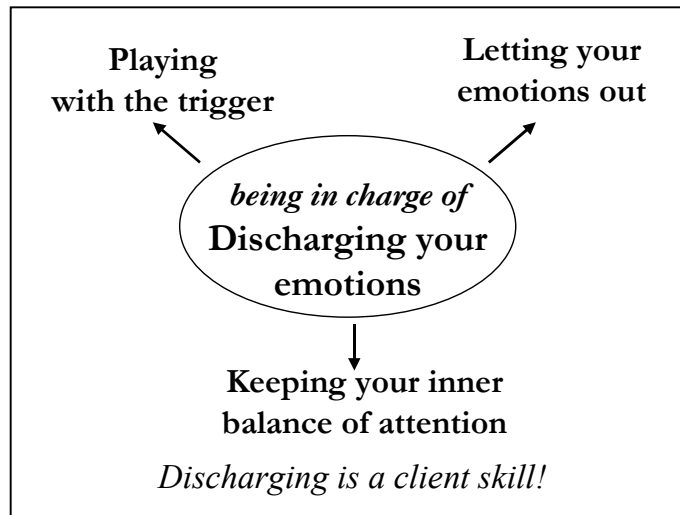 Playing
with the trigger
Letting your
emotions out
being in charge of
Discharging your
emotions
Keeping your inner
balance of attention
Discharging is a client skill!